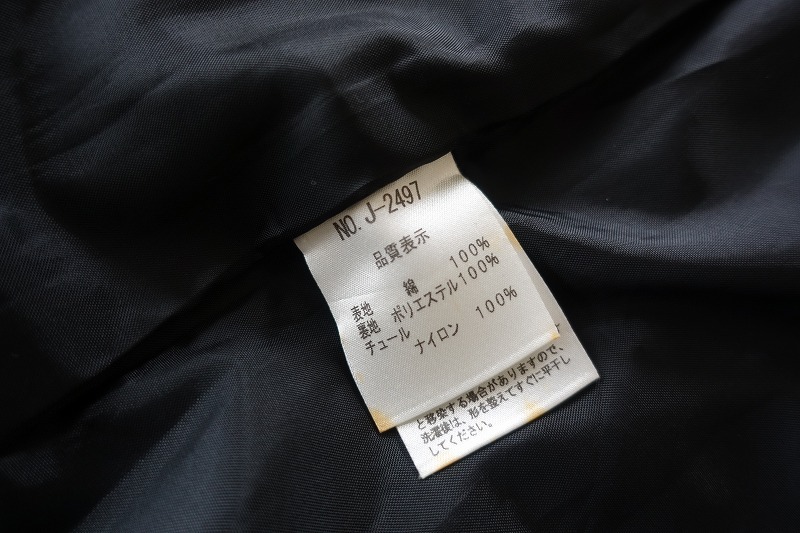 NO. J-2497
品質表示
表地 綿 100%
裏地 ポリエステル100%
チュール ナイロン 100%
と移染する場合がありますので、
洗濯後は、形を整えてすぐに平干し
してください。